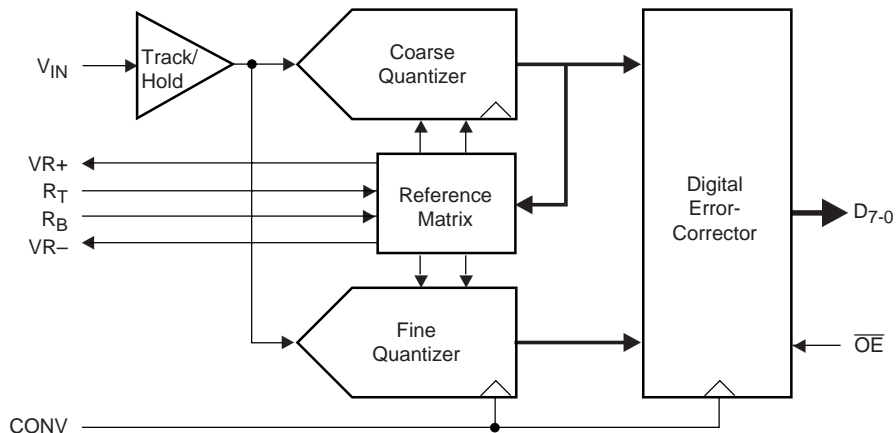 V_IN
Track/
Hold
Coarse
Quantizer
VR+
R_T
R_B
VR–
Reference
Matrix
Digital
Error-
Corrector
D_7-0
Fine
Quantizer
O̅E̅
CONV